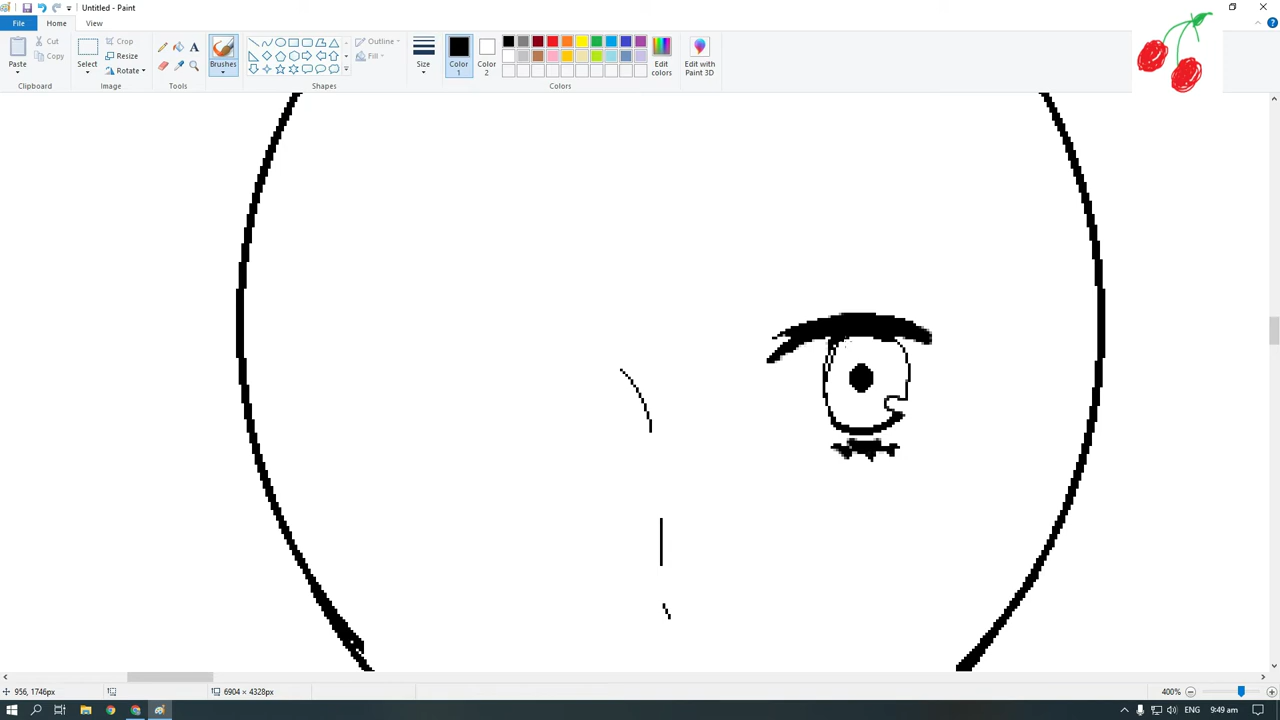 Untitled - Paint
File
Home
View
Paste
Cut
Copy
Clipboard
Select
Crop
Resize
Rotate
Image
A
Tools
Brushes
Shapes
Outline
Fill
Size
Color
1
Color
2
Edit
colors
Colors
Edit with
Paint 3D
956, 1746px
6904 × 4328px
400%
ENG
9:49 am